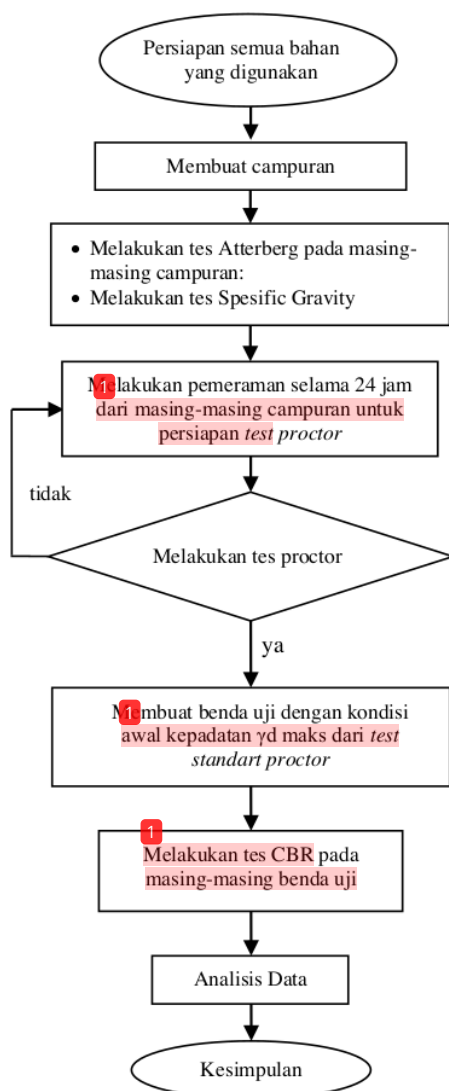 Persiapan semua bahan
yang digunakan
Membuat campuran
• Melakukan tes Atterberg pada masing-
masing campuran:
• Melakukan tes Spesific Gravity
1
Melakukan pemeraman selama 24 jam
dari masing-masing campuran untuk
persiapan test proctor
tidak
Melakukan tes proctor
ya
1
Membuat benda uji dengan kondisi
awal kepadatan γd maks dari test
standart proctor
1
Melakukan tes CBR pada
masing-masing benda uji
Analisis Data
Kesimpulan